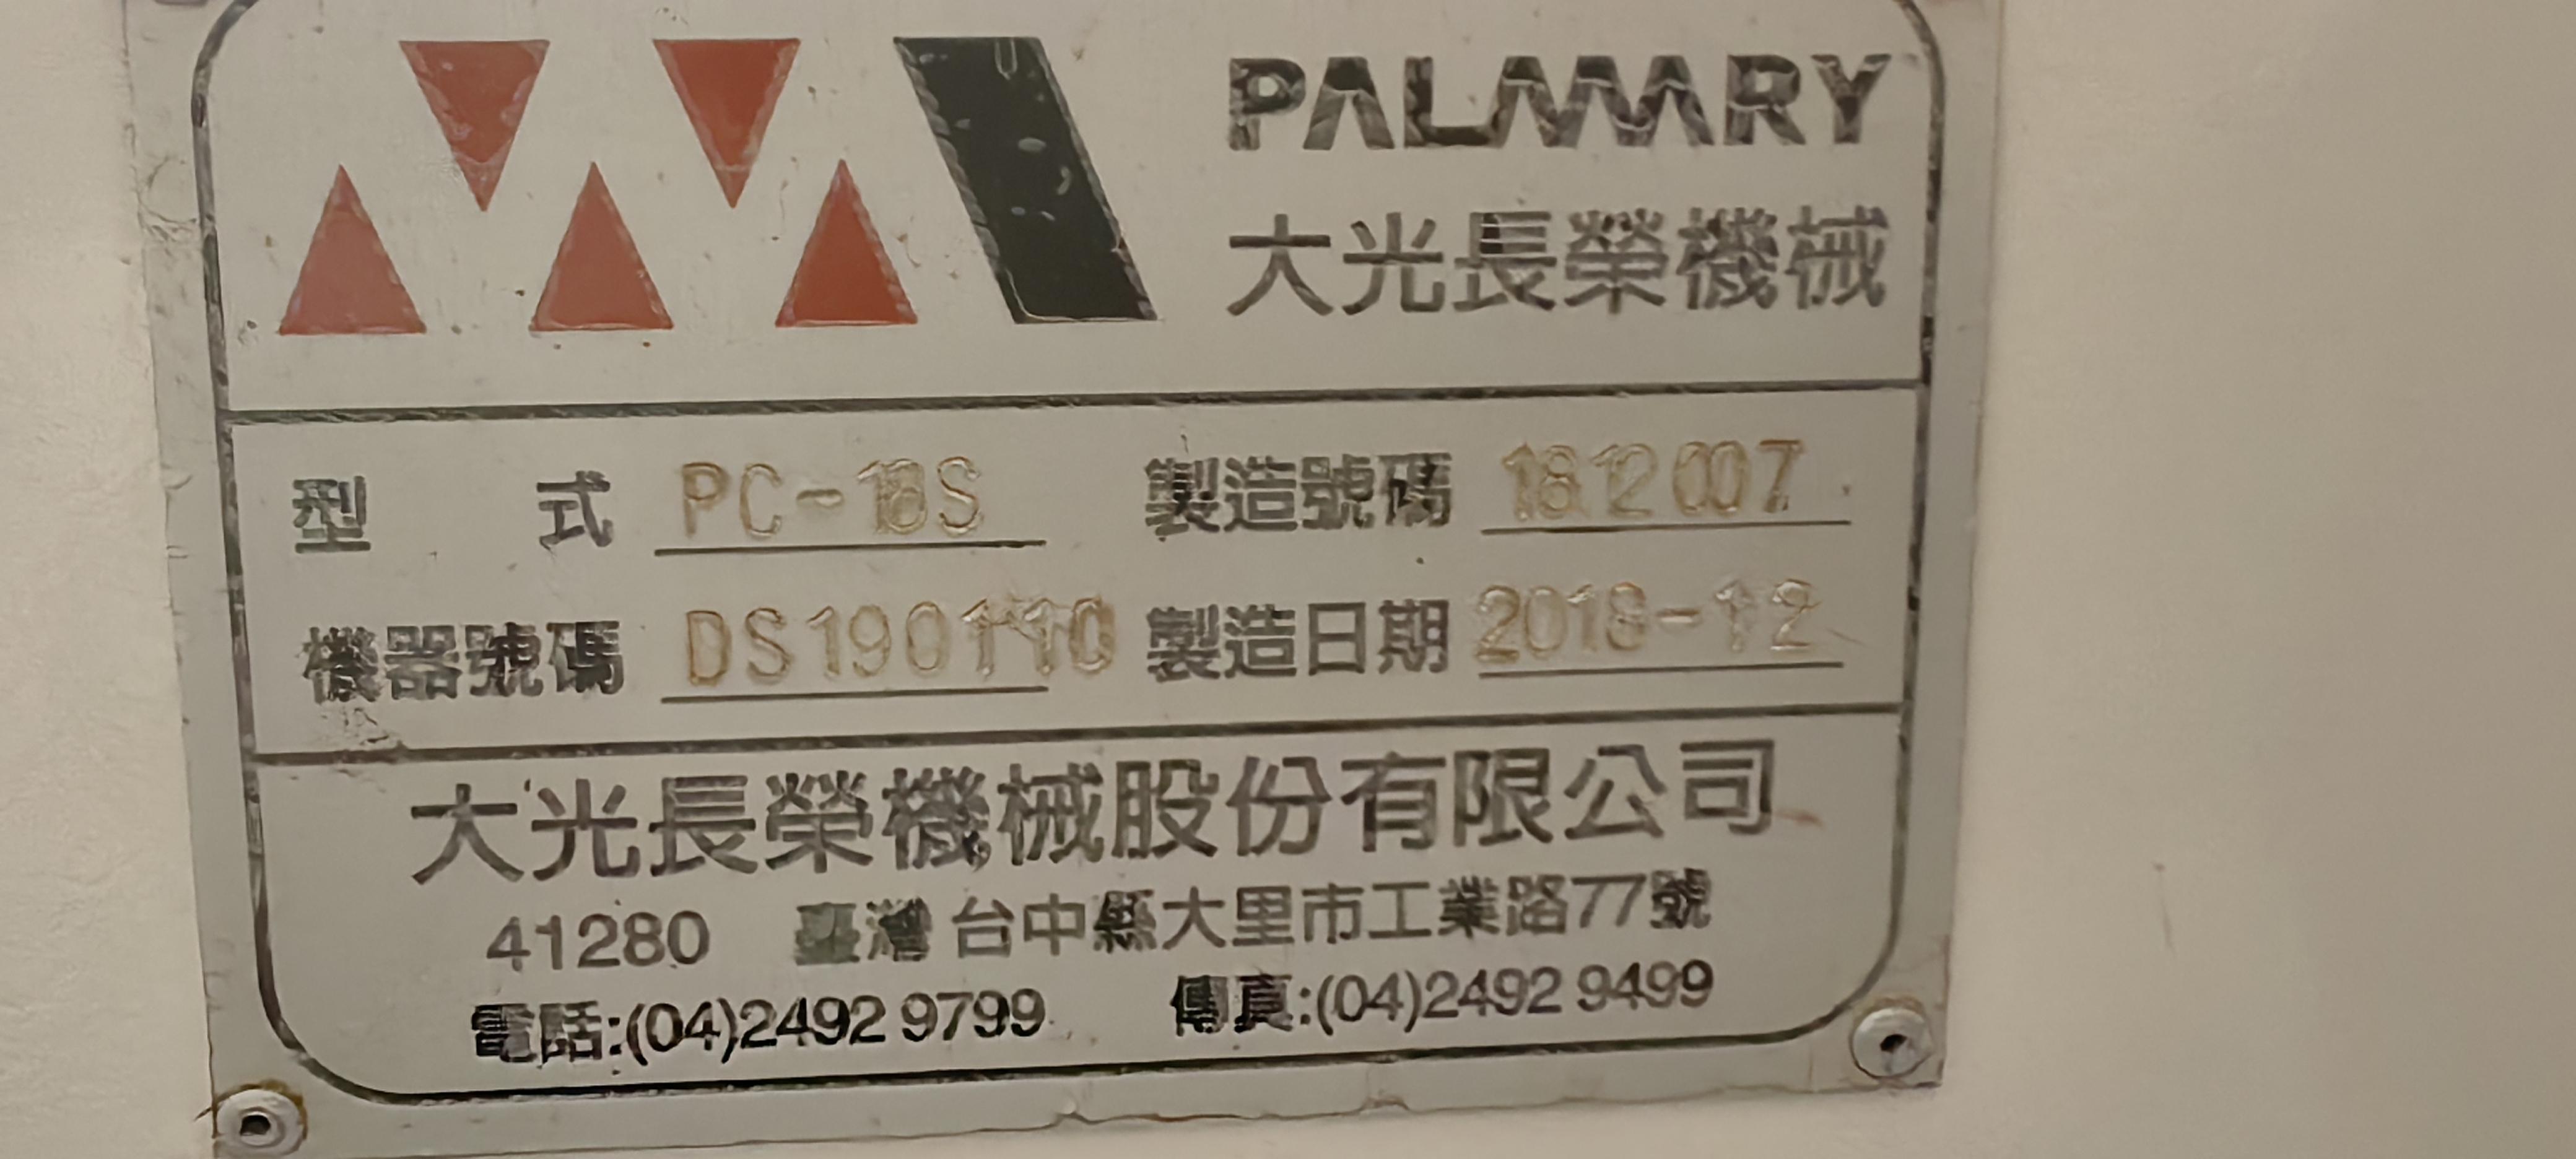 PALMARY
大光長榮機械
型 式 PC-18S 製造號碼 1812007
機器號碼 DS190110 製造日期 2018-12
大光長榮機械股份有限公司
41280 臺灣 台中縣大里市工業路77號
電話:(04)2492 9799 傳真:(04)2492 9499